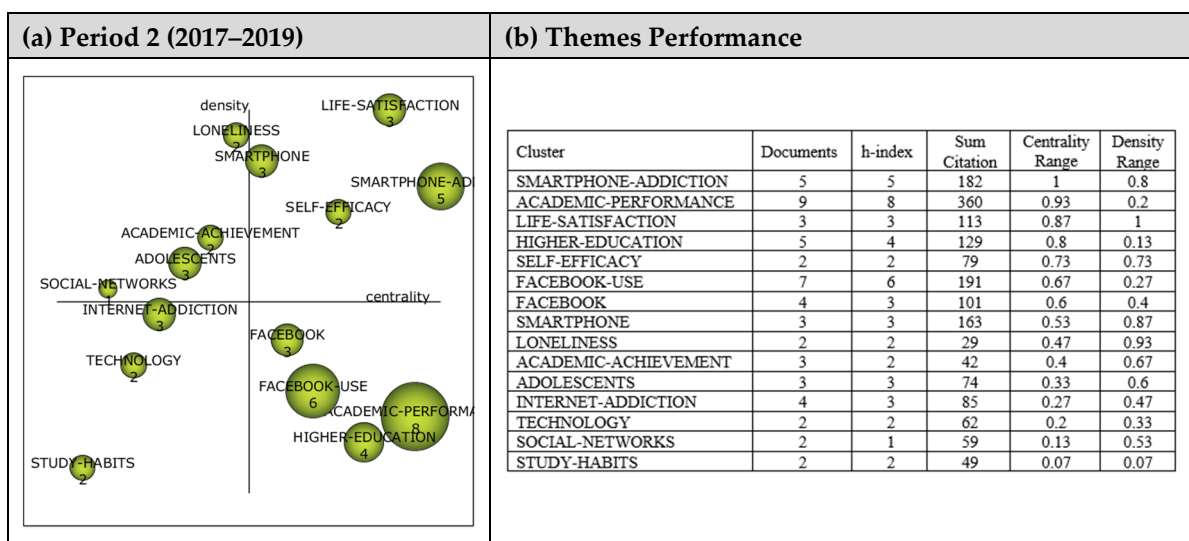 (a) Period 2 (2017–2019)
(b) Themes Performance
density
LIFE-SATISFACTION
3
LONELINESS
2
SMARTPHONE
3
SMARTPHONE-ADI
5
SELF-EFFICACY
2
ACADEMIC-ACHIEVEMENT
2
ADOLESCENTS
3
SOCIAL-NETWORKS
1
centrality
INTERNET-ADDICTION
3
FACEBOOK
3
TECHNOLOGY
2
FACEBOOK-USE
6
ACADEMIC-PERFORMA
8
HIGHER-EDUCATION
4
STUDY-HABITS
2
Cluster Documents h-index Sum Citation Centrality Range Density Range
SMARTPHONE-ADDICTION 5 5 182 1 0.8
ACADEMIC-PERFORMANCE 9 8 360 0.93 0.2
LIFE-SATISFACTION 3 3 113 0.87 1
HIGHER-EDUCATION 5 4 129 0.8 0.13
SELF-EFFICACY 2 2 79 0.73 0.73
FACEBOOK-USE 7 6 191 0.67 0.27
FACEBOOK 4 3 101 0.6 0.4
SMARTPHONE 3 3 163 0.53 0.87
LONELINESS 2 2 29 0.47 0.93
ACADEMIC-ACHIEVEMENT 3 2 42 0.4 0.67
ADOLESCENTS 3 3 74 0.33 0.6
INTERNET-ADDICTION 4 3 85 0.27 0.47
TECHNOLOGY 2 2 62 0.2 0.33
SOCIAL-NETWORKS 2 1 59 0.13 0.53
STUDY-HABITS 2 2 49 0.07 0.07